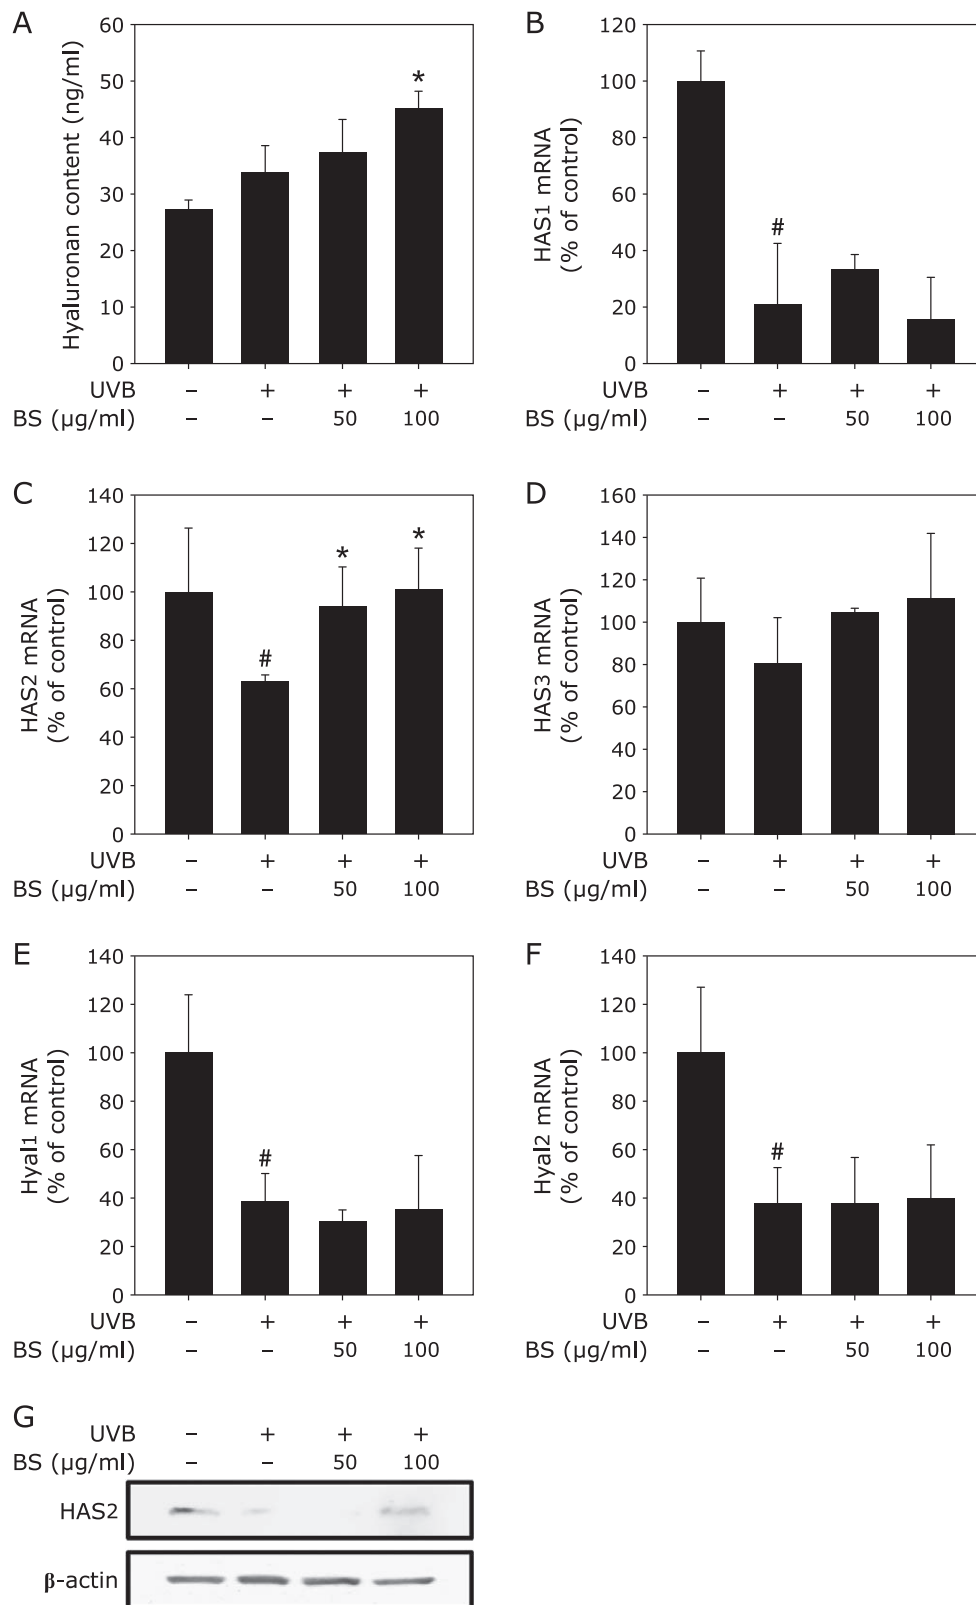 A
Hyaluronan content (ng/ml)
60
50
40
30
20
10
0
*
UVB − + + +
BS (µg/ml) − − 50 100
B
HAS1 mRNA
(% of control)
120
100
80
60
40
20
0
#
UVB − + + +
BS (µg/ml) − − 50 100
C
HAS2 mRNA
(% of control)
140
120
100
80
60
40
20
0
# * *
UVB − + + +
BS (µg/ml) − − 50 100
D
HAS3 mRNA
(% of control)
160
140
120
100
80
60
40
20
0
UVB − + + +
BS (µg/ml) − − 50 100
E
Hyal1 mRNA
(% of control)
140
120
100
80
60
40
20
0
#
UVB − + + +
BS (µg/ml) − − 50 100
F
Hyal2 mRNA
(% of control)
140
120
100
80
60
40
20
0
#
UVB − + + +
BS (µg/ml) − − 50 100
G
UVB − + + +
BS (µg/ml) − − 50 100
HAS2
β-actin